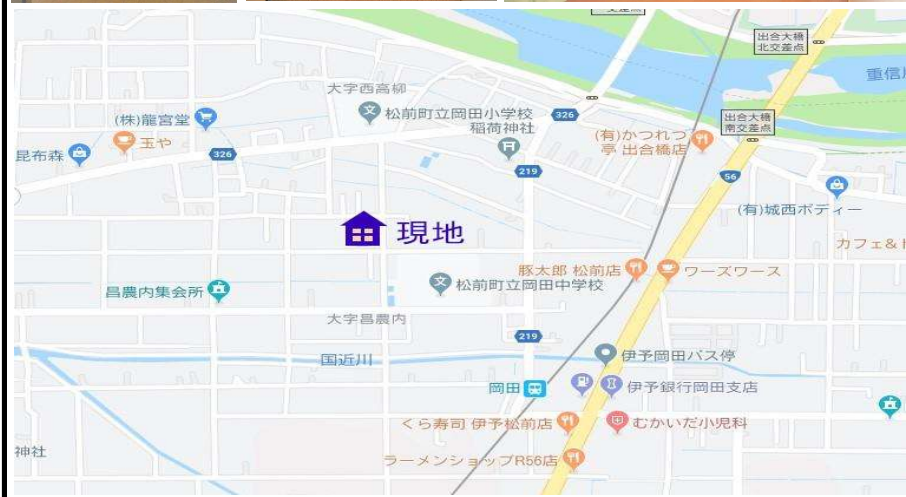 出合大橋
北交差点
重信
大字西高柳
(株)龍宮堂
松前町立岡田小学校
稲荷神社
326
出合大橋
南交差点
玉や
昆布森
326
(有)かつれつ
亭 出合橋店
219
56
(有)城西ボディー
現地
カフェ&
豚太郎 松前店
ワーズワース
松前町立岡田中学校
昌農内集会所
大字昌農内
219
国近川
伊予岡田バス停
岡田
伊予銀行岡田支店
くら寿司 伊予松前店
むかいだ小児科
神社
ラーメンショップR56店